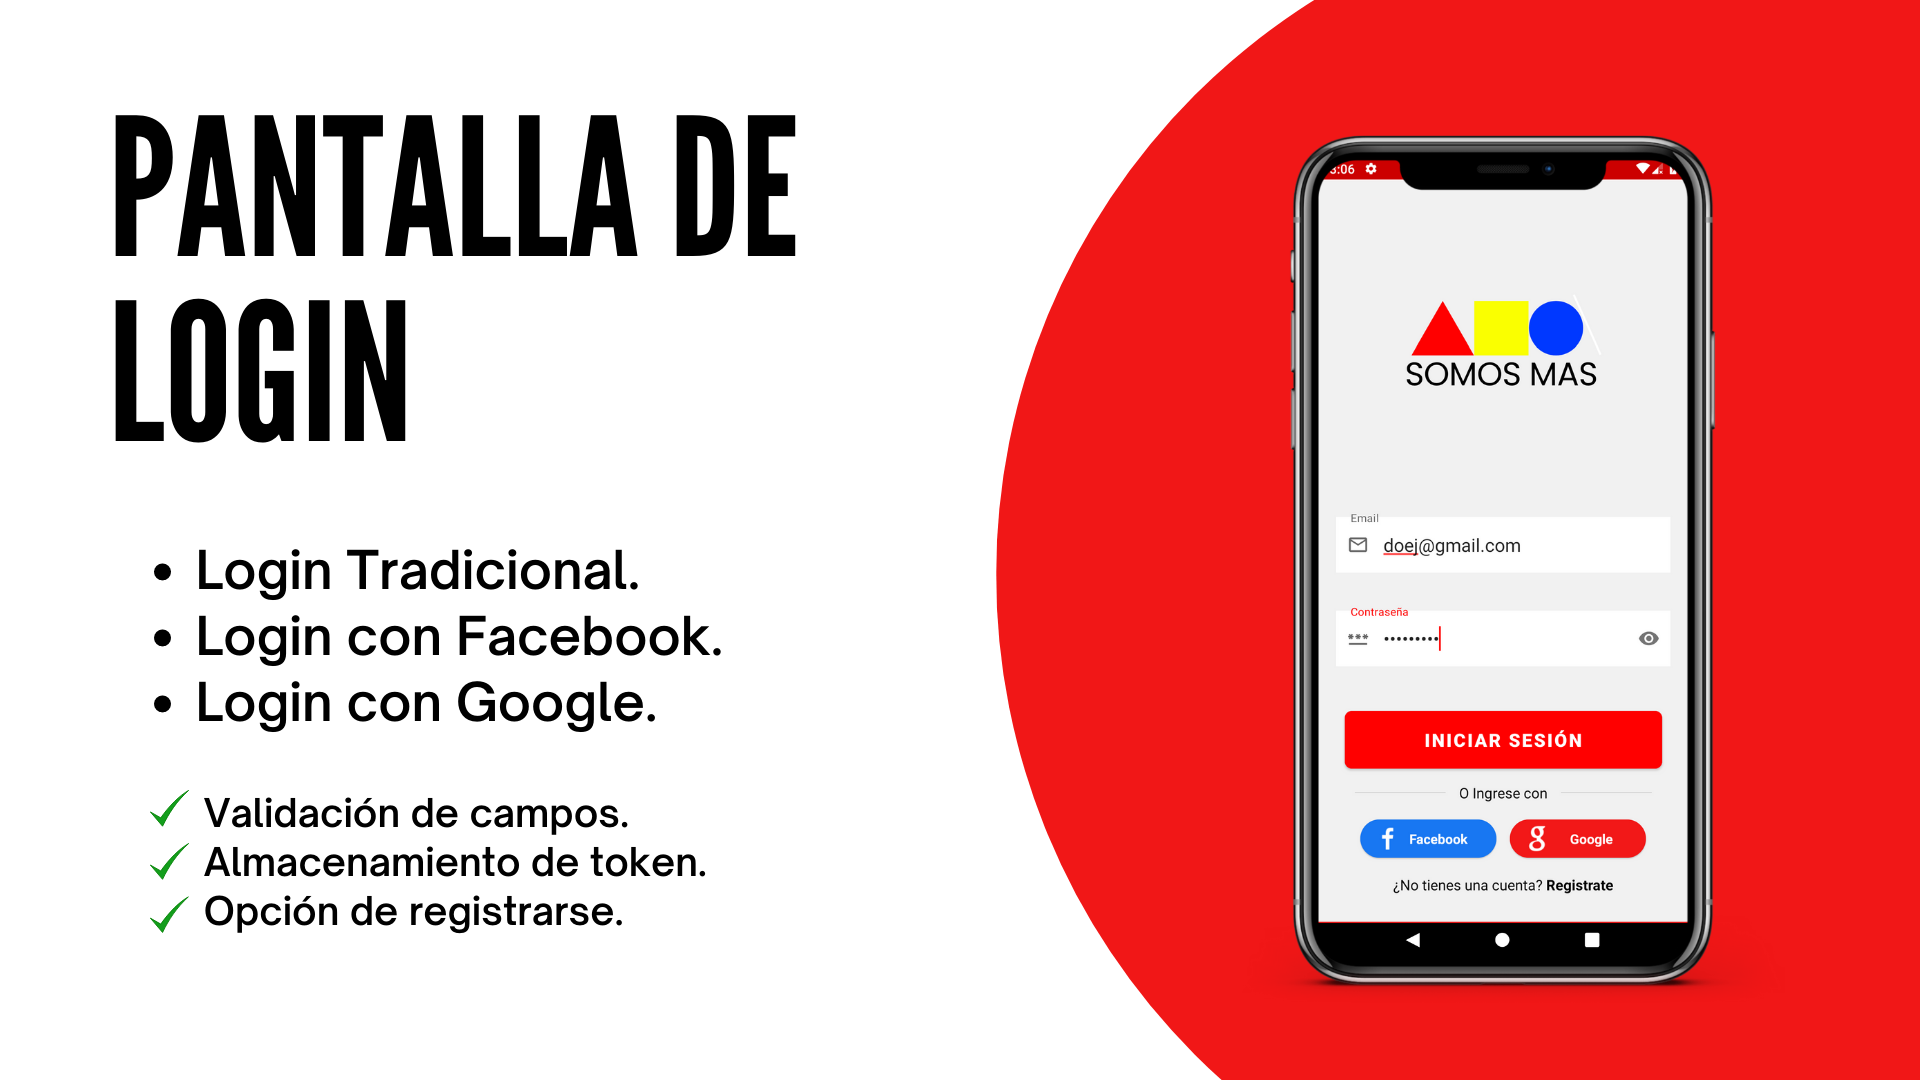 PANTALLA DE
LOGIN
Login Tradicional.
Login con Facebook.
Login con Google.
Validación de campos.
Almacenamiento de token.
Opción de registrarse.
SOMOS MAS
Email
doej@gmail.com
Contraseña
INICIAR SESIÓN
O Ingrese con
Facebook
Google
¿No tienes una cuenta? Registrate